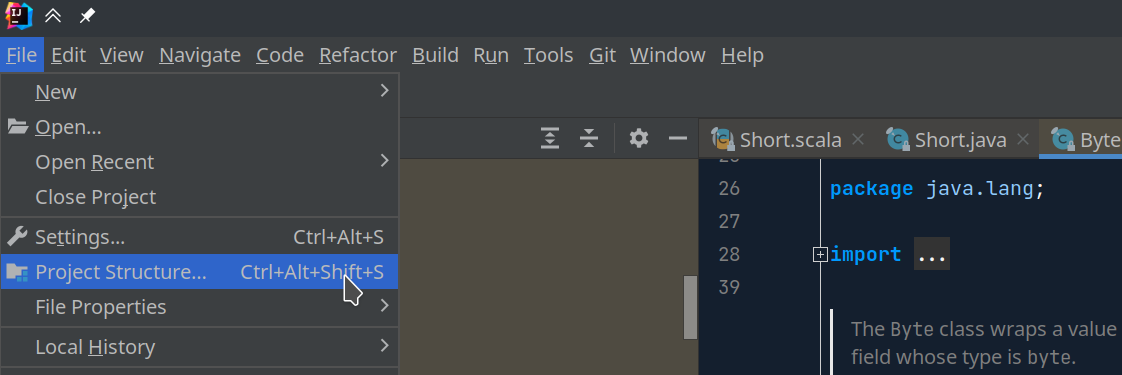 IJ
File Edit View Navigate Code Refactor Build Run Tools Git Window Help
New
Open...
Open Recent
Close Project
Settings... Ctrl+Alt+S
Project Structure... Ctrl+Alt+Shift+S
File Properties
Local History
Short.scala Short.java Byte
26 package java.lang;
27
28 import ...
39
The Byte class wraps a value
field whose type is byte.